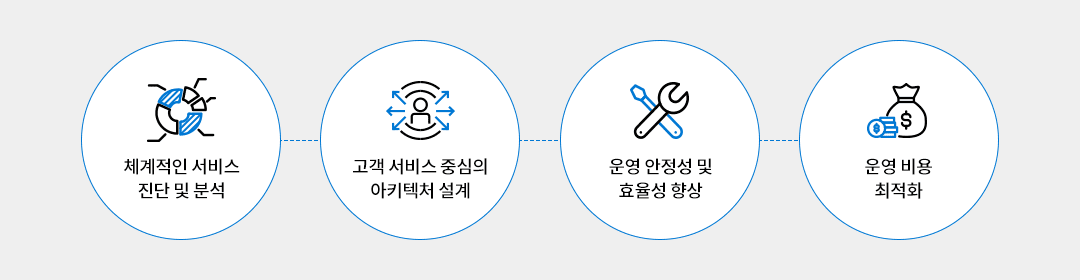 체계적인 서비스
진단 및 분석
고객 서비스 중심의
아키텍처 설계
운영 안정성 및
효율성 향상
$
$
운영 비용
최적화